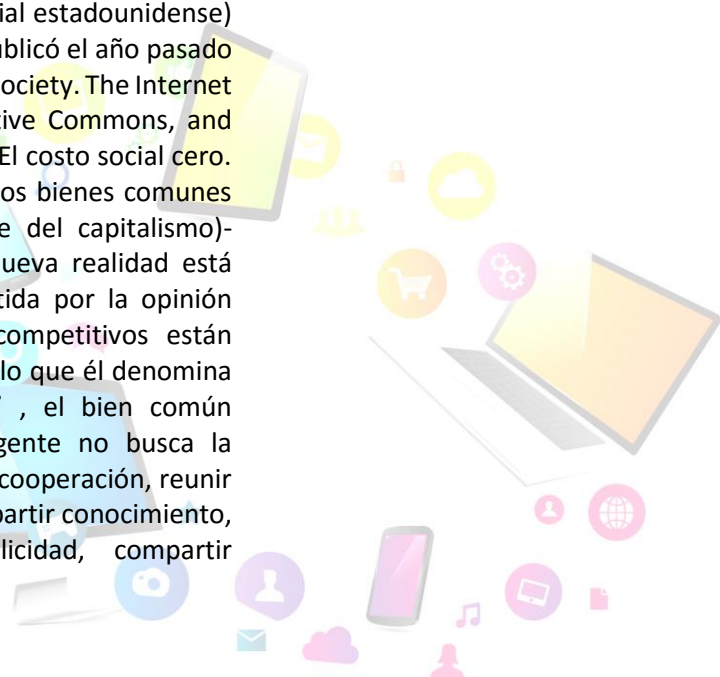 ial estadounidense)
ublicó el año pasado
ociety. The Internet
tive Commons, and
El costo social cero.
os bienes comunes
e del capitalismo)-
ueva realidad está
tida por la opinión
competitivos están
lo que él denomina
, el bien común
gente no busca la
cooperación, reunir
partir conocimiento,
licidad, compartir